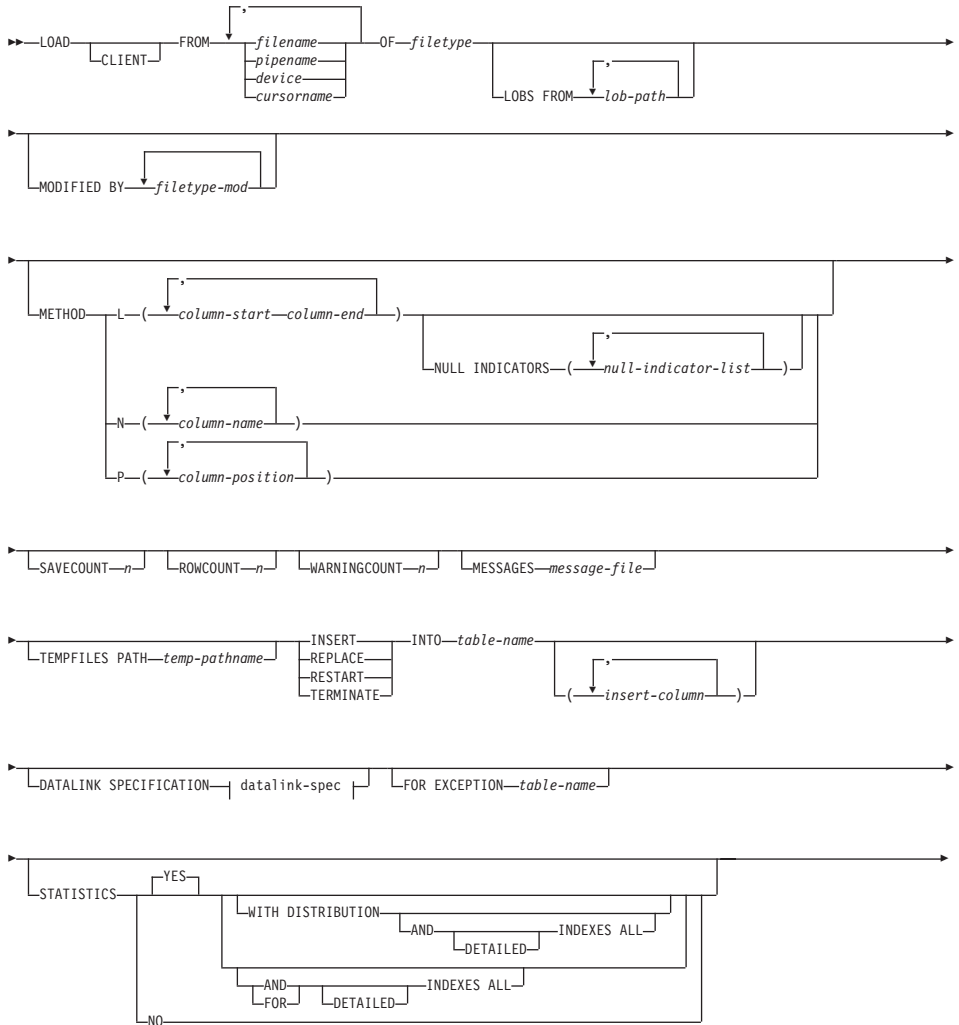 ,
LOAD FROM filename OF filetype
CLIENT pipename ,
device LOBS FROM lob-path
cursorname
MODIFIED BY filetype-mod
,
METHOD L ( column-start column-end )
,
NULL INDICATORS ( null-indicator-list )
,
N ( column-name )
,
P ( column-position )
SAVECOUNT n ROWCOUNT n WARNINGCOUNT n MESSAGES message-file
INSERT INTO table-name
TEMPFILES PATH temp-pathname REPLACE ,
RESTART ( insert-column )
TERMINATE
DATALINK SPECIFICATION datalink-spec FOR EXCEPTION table-name
YES
STATISTICS
WITH DISTRIBUTION
AND INDEXES ALL
DETAILED
AND INDEXES ALL
FOR DETAILED
NO